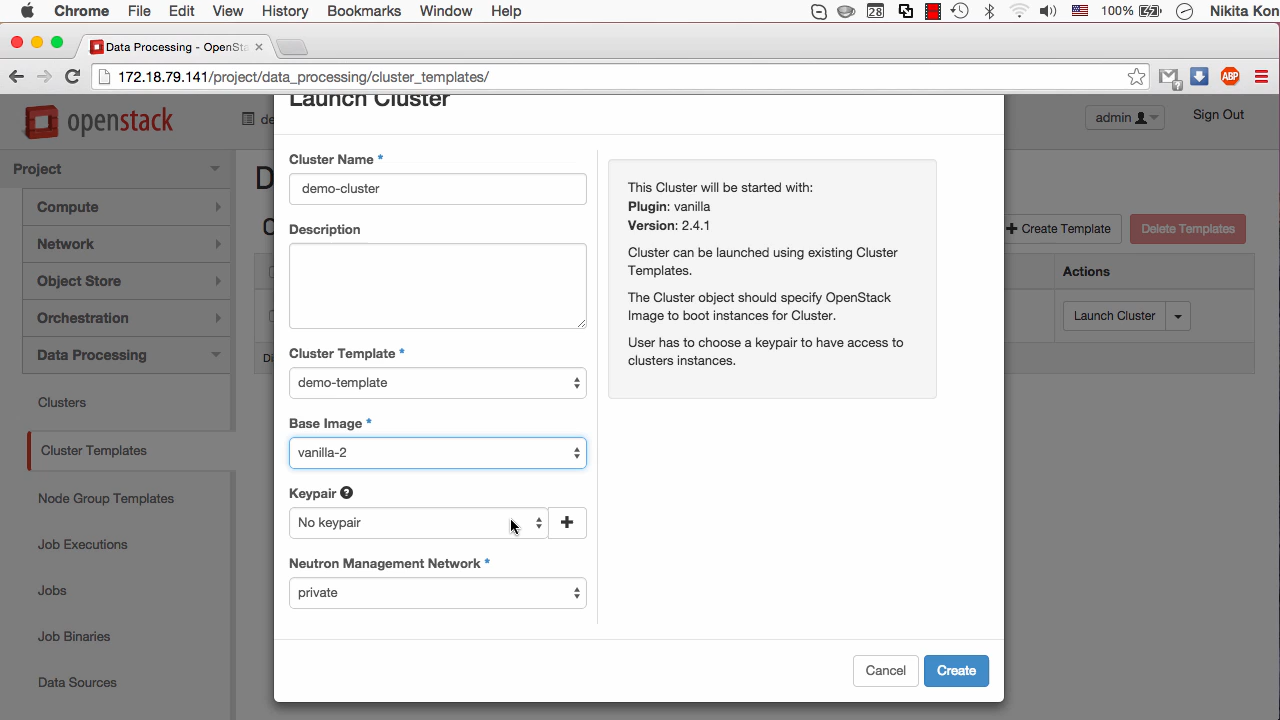 Chrome File Edit View History Bookmarks Window Help 28 100% Nikita Kon
Data Processing - OpenSta
172.18.79.141/project/data_processing/cluster_templates/
ABP
openstack
de
admin
Sign Out
Launch Cluster
Project
Compute
Network
Object Store
Orchestration
Data Processing
Clusters
Cluster Templates
Node Group Templates
Job Executions
Jobs
Job Binaries
Data Sources
D
C
Di
Cluster Name *
demo-cluster
Description
Cluster Template *
demo-template
Base Image *
vanilla-2
Keypair ?
No keypair
+
Neutron Management Network *
private
This Cluster will be started with:
Plugin: vanilla
Version: 2.4.1
Cluster can be launched using existing Cluster
Templates.
The Cluster object should specify OpenStack
Image to boot instances for Cluster.
User has to choose a keypair to have access to
clusters instances.
Cancel
Create
+ Create Template
Delete Templates
Actions
Launch Cluster